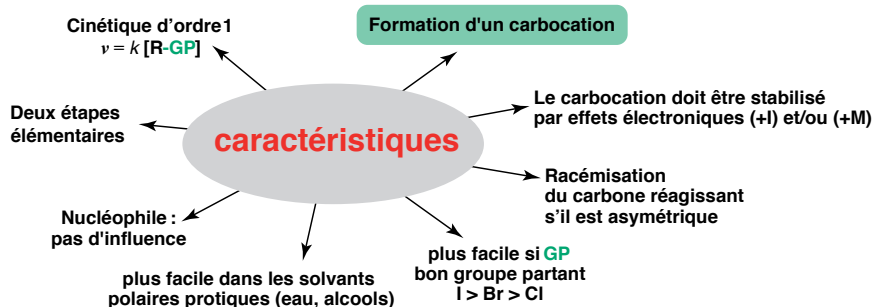 Cinétique d'ordre1
v = k [R-GP]
Formation d'un carbocation
Deux étapes
élémentaires
caractéristiques
Le carbocation doit être stabilisé
par effets électroniques (+I) et/ou (+M)
Racémisation
du carbone réagissant
s'il est asymétrique
Nucléophile :
pas d'influence
plus facile dans les solvants
polaires protiques (eau, alcools)
plus facile si GP
bon groupe partant
I > Br > Cl